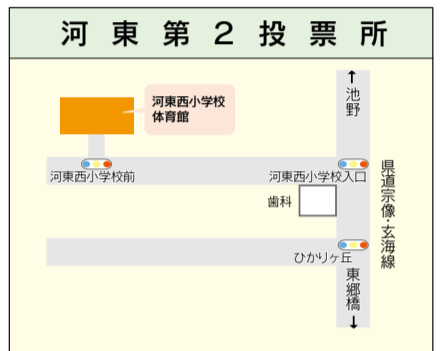 河東第２投票所
↑
池野
河東西小学校
体育館
河東西小学校前
河東西小学校入口
県道宗像・玄海線
歯科
ひかりヶ丘
東郷橋
↓